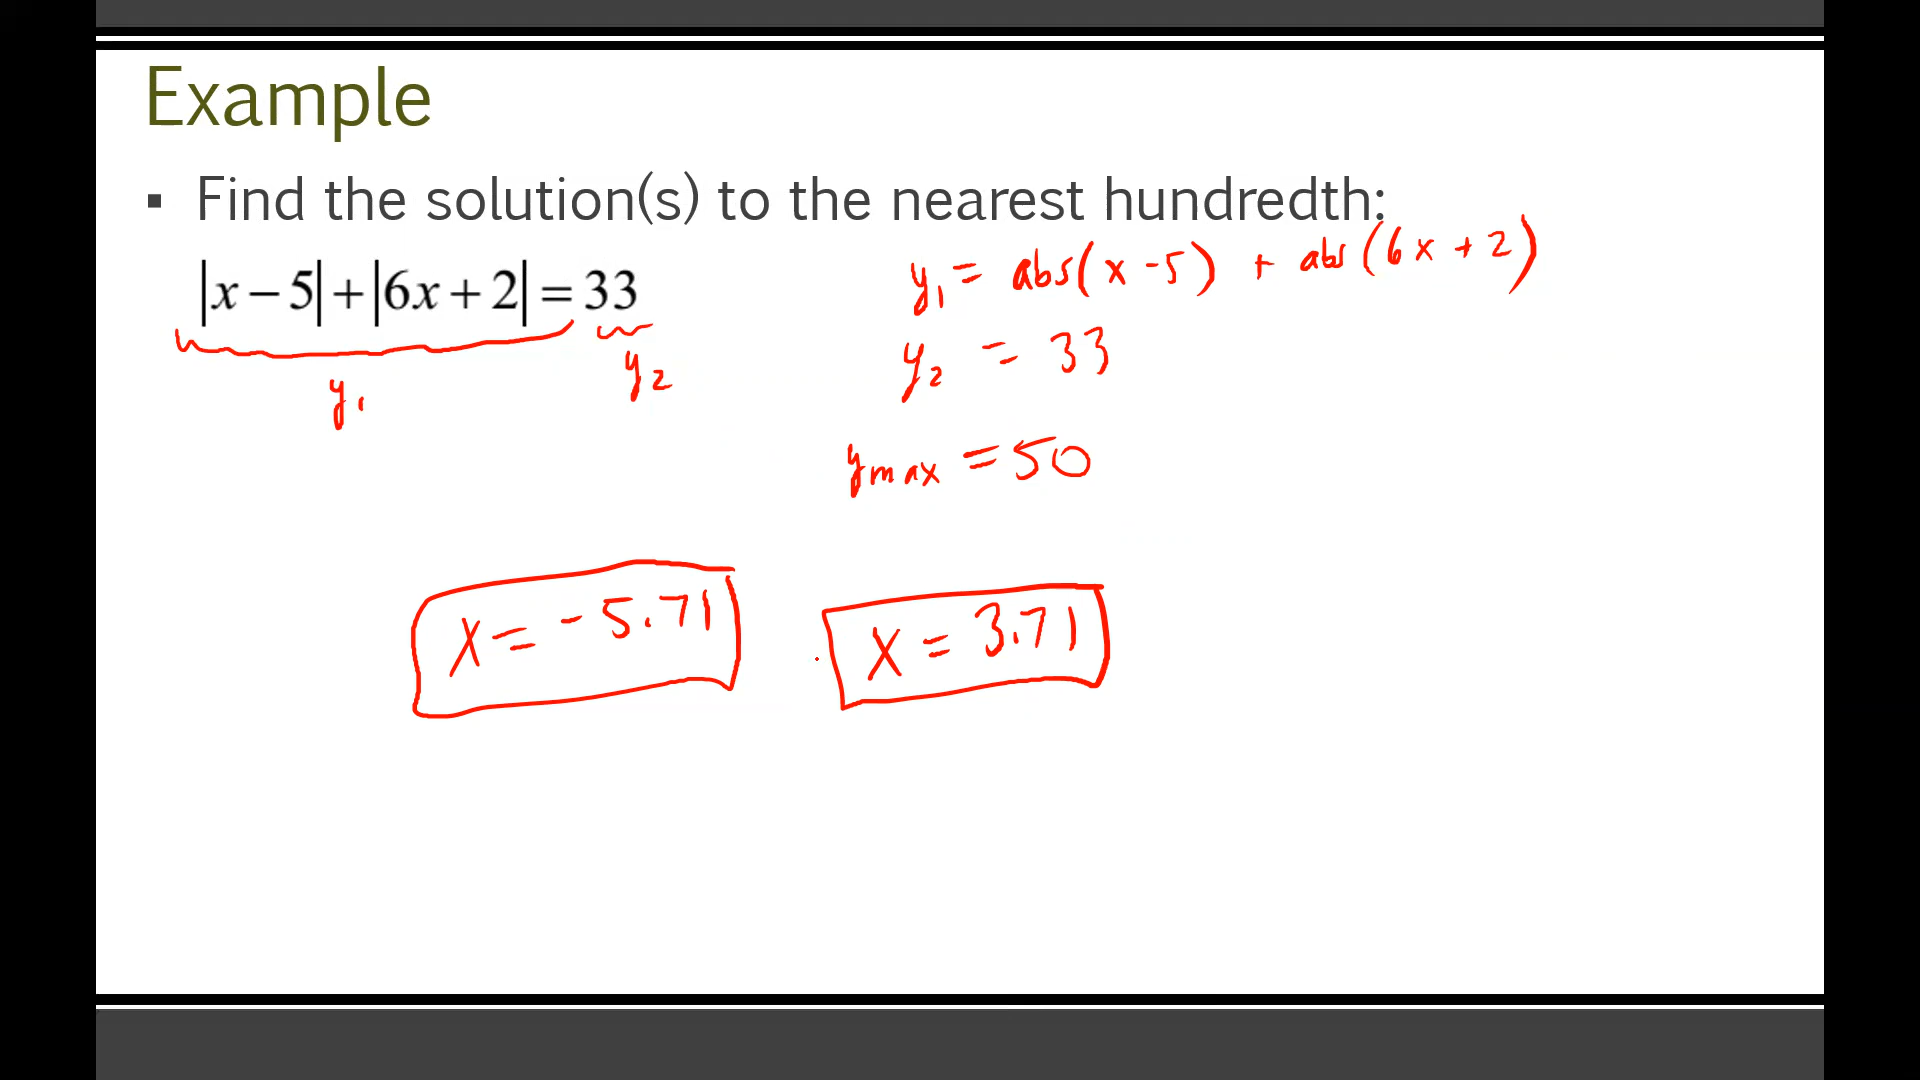 Example
▪ Find the solution(s) to the nearest hundredth:
|x − 5| + |6x + 2| = 33
y₁ y₂
y₁ = abs(x - 5) + abs(6x + 2)
y₂ = 33
ymax = 50
x = -5.71 x = 3.71